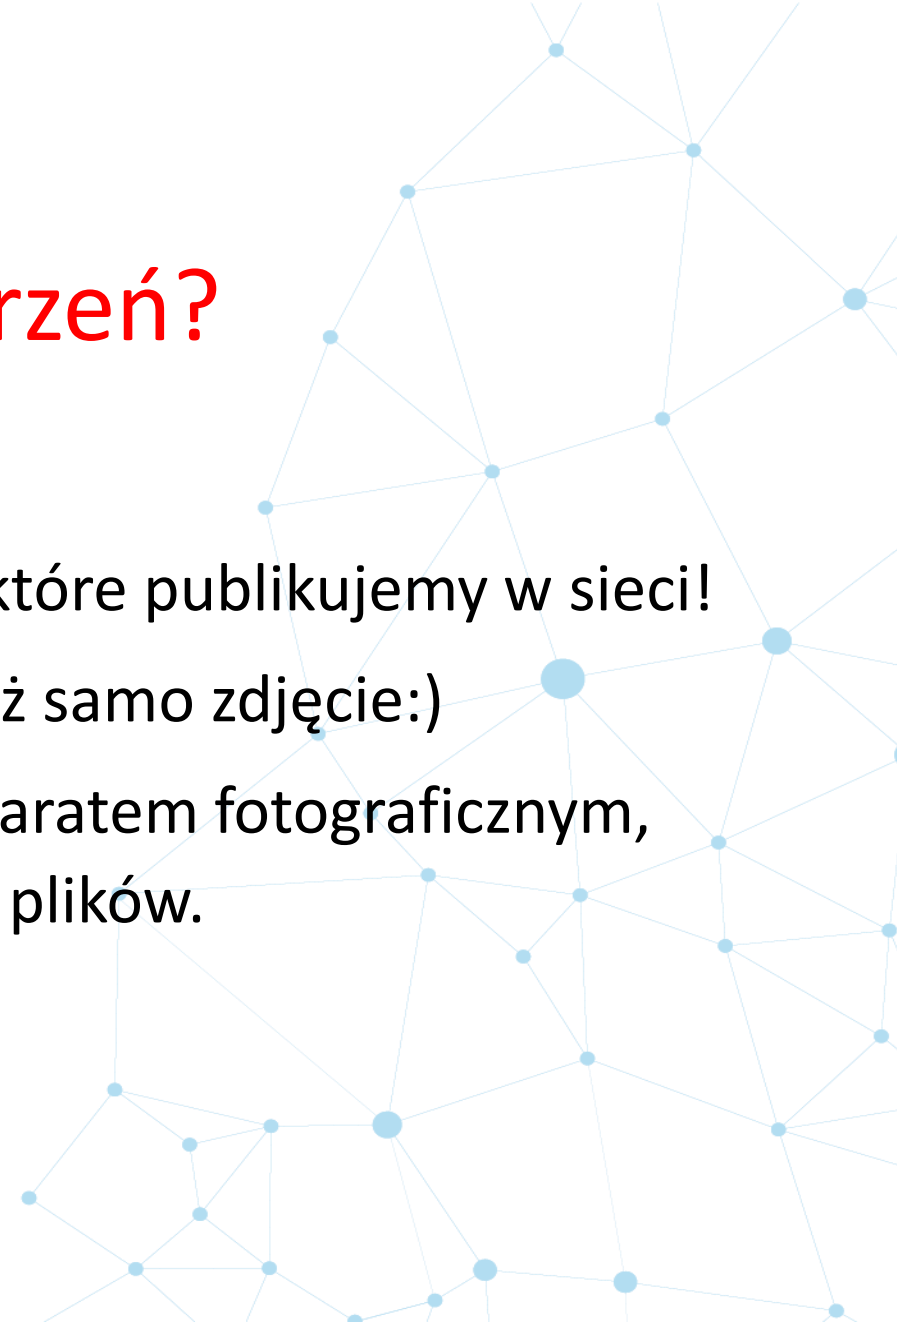 rzeń?
które publikujemy w sieci!
ż samo zdjęcie:)
aratem fotograficznym,
plików.